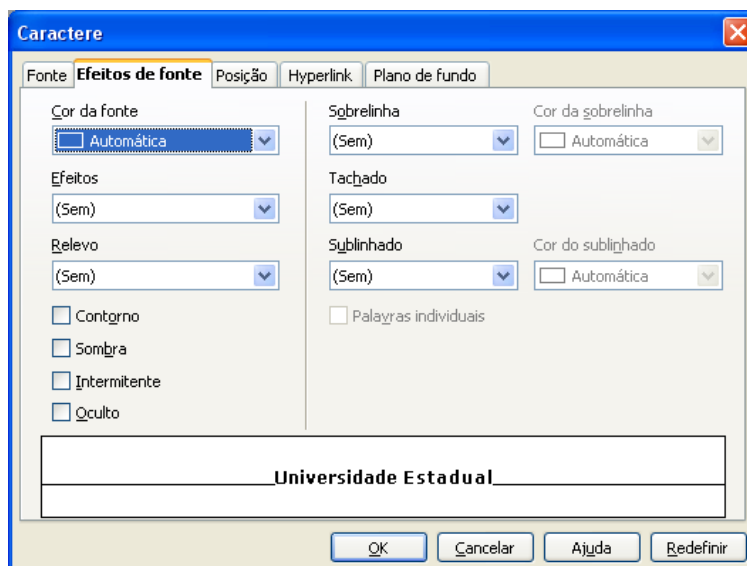 Caractere
Fonte Efeitos de fonte Posição Hyperlink Plano de fundo
Cor da fonte Sobrelinha Cor da sobrelinha
Automática (Sem) Automática
Efeitos Tachado
(Sem) (Sem)
Relevo Sublinhado Cor do sublinhado
(Sem) (Sem) Automática
Contorno Palavras individuais
Sombra
Intermitente
Oculto
Universidade Estadual
OK Cancelar Ajuda Redefinir